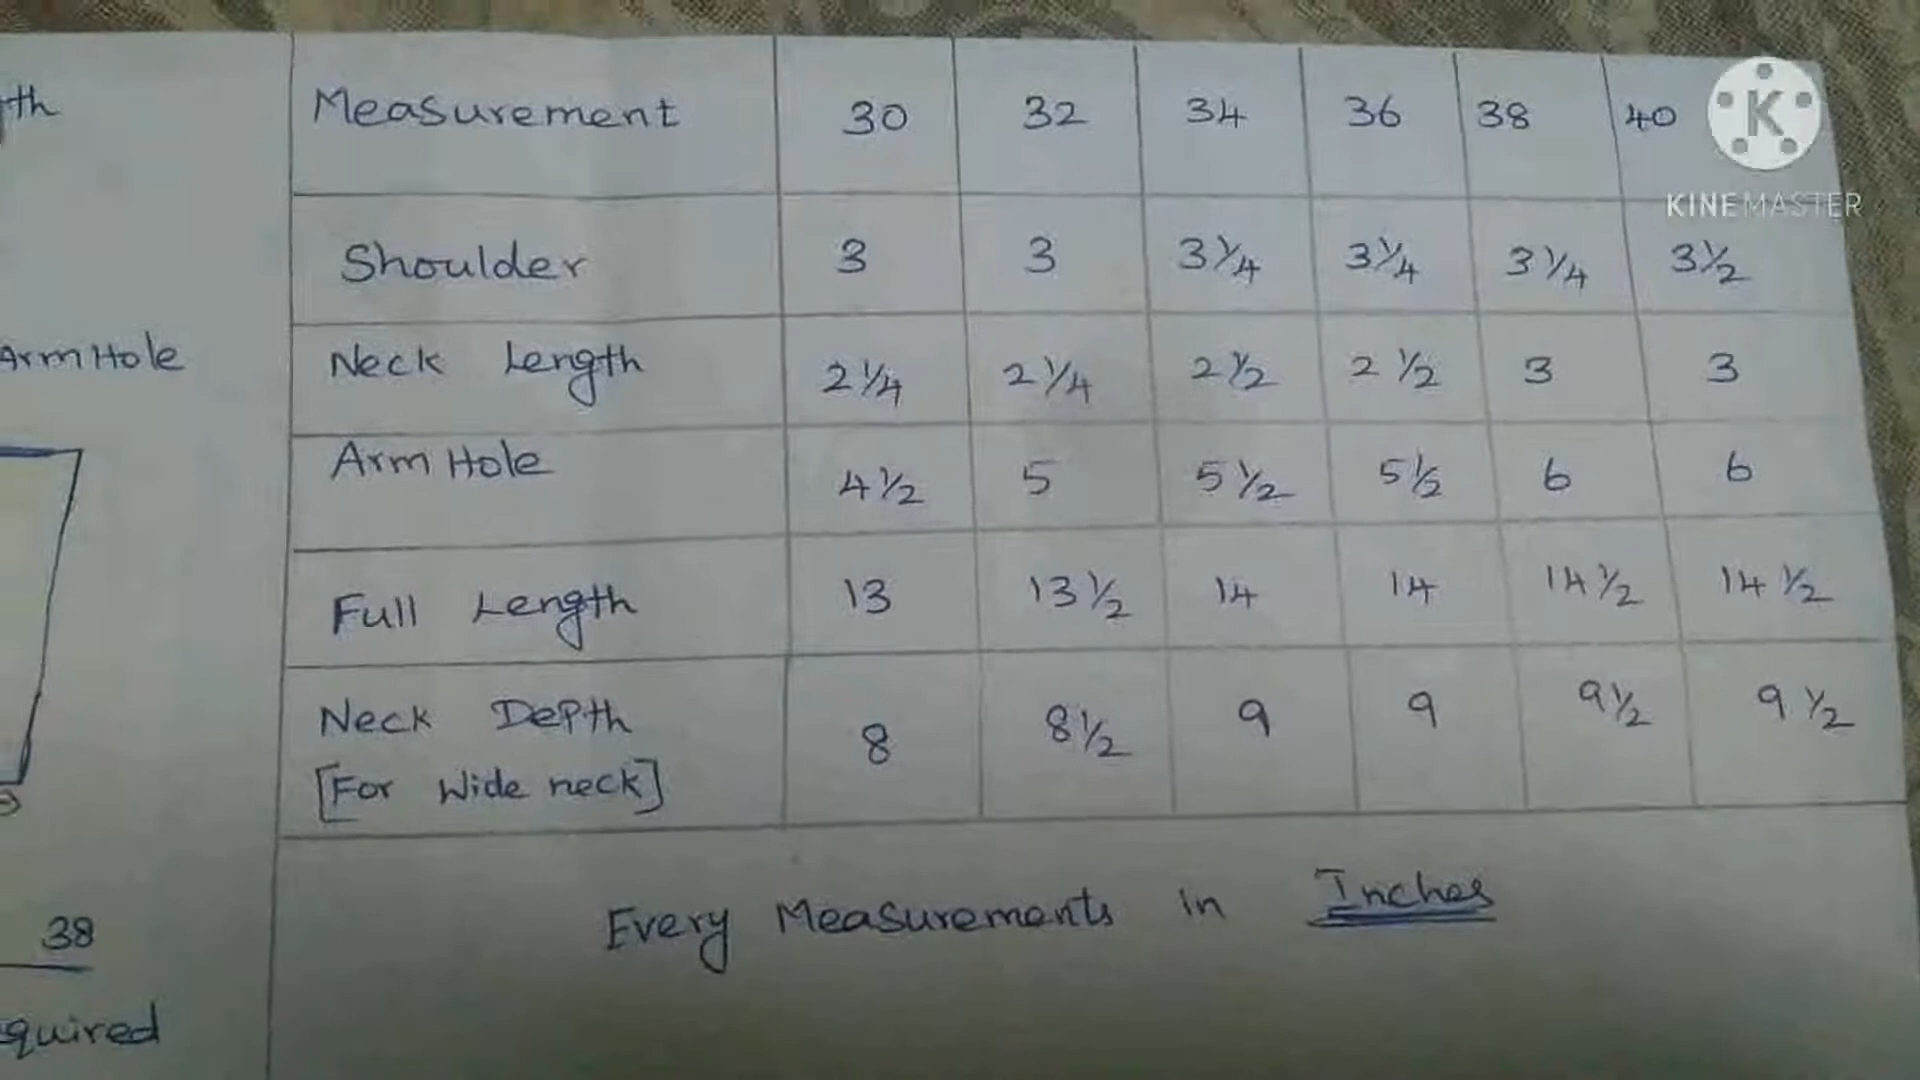 Measurement 30 32 34 36 38 40
Shoulder 3 3 3¼ 3¼ 3¼ 3½
Neck Length 2¼ 2¼ 2½ 2½ 3 3
Arm Hole 4½ 5 5½ 5½ 6 6
Full Length 13 13½ 14 14 14½ 14½
Neck Depth 8 8½ 9 9 9½ 9½
[For Wide neck]
Every Measurements in Inches
th
Arm Hole
38
quired
K
KINEMASTER